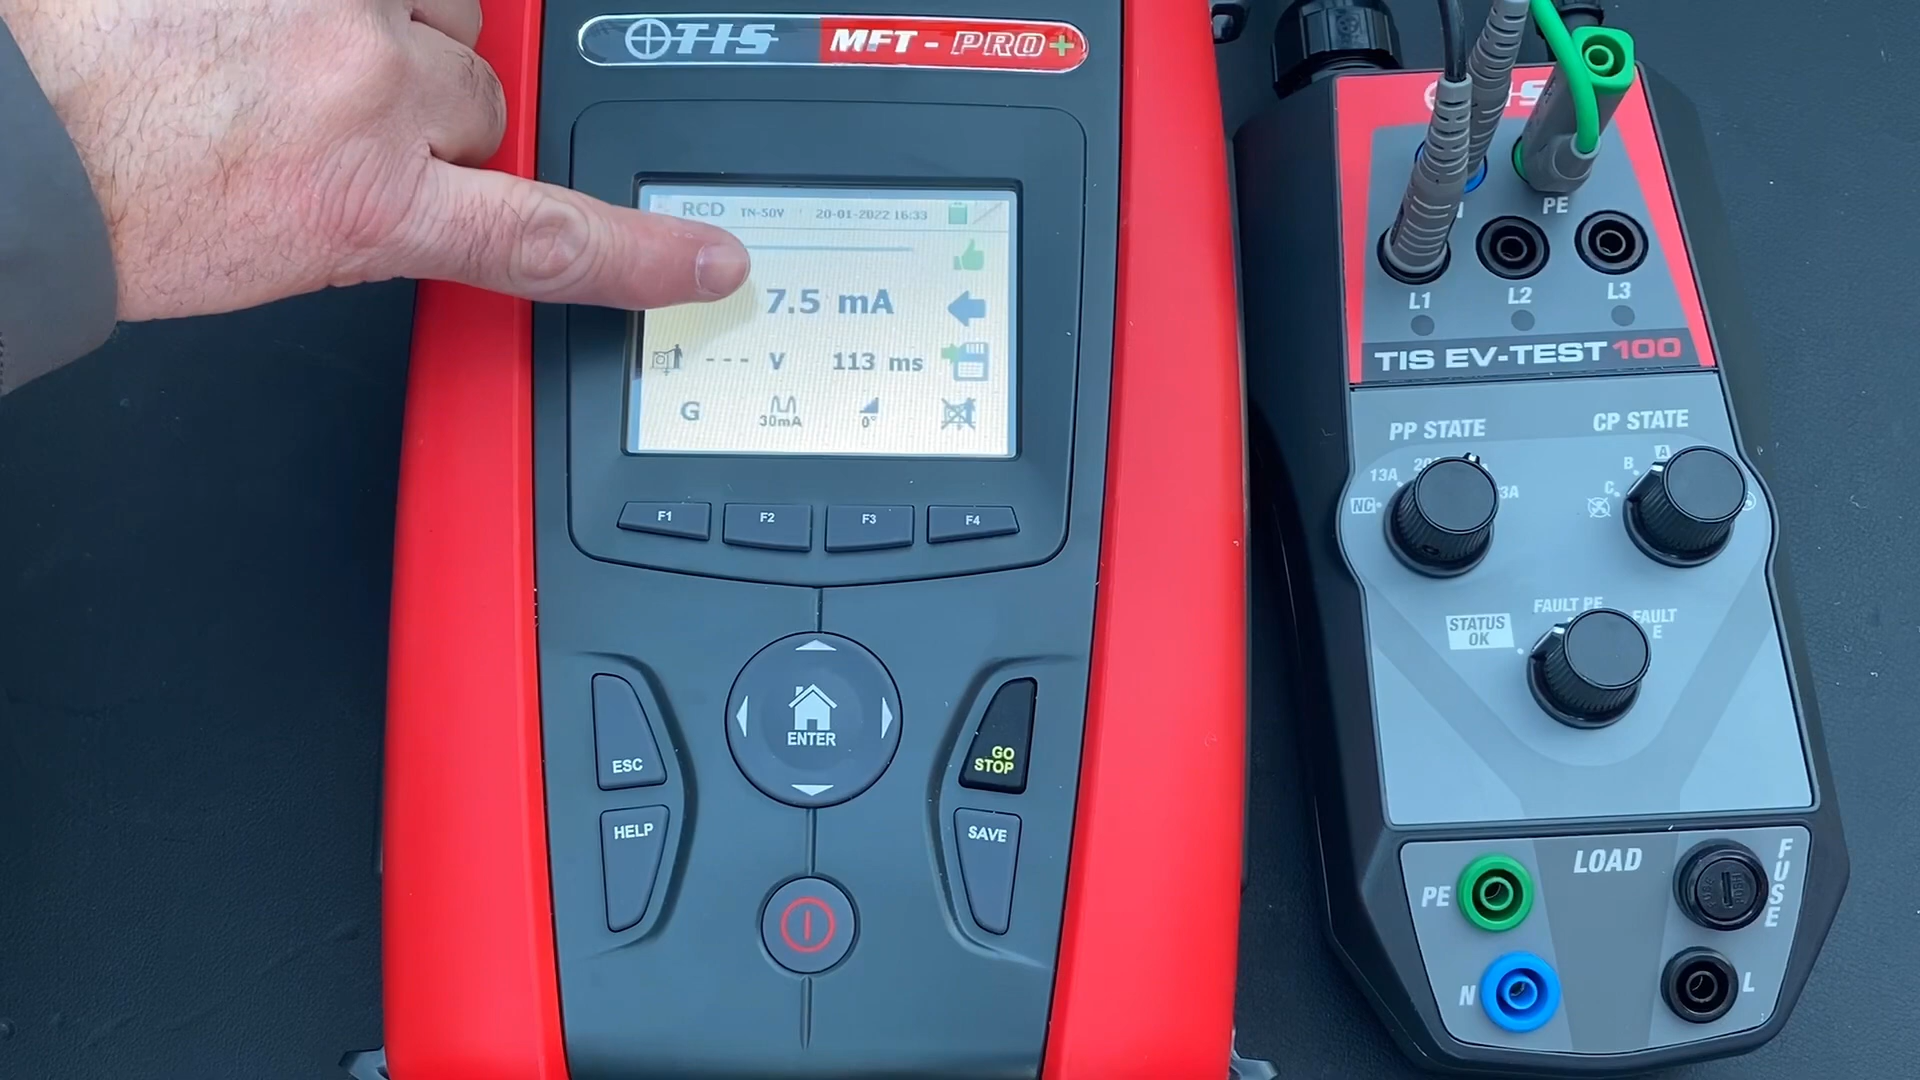 TIS MFT - PRO+
RCD TN-50V 20-01-2022 16:33
7.5 mA
--- V 113 ms
G 30mA 0°
F1 F2 F3 F4
ENTER
ESC
GO
STOP
HELP
SAVE
PE
L1 L2 L3
TIS EV-TEST 100
PP STATE
CP STATE
NC 13A
A B C
FAULT PE
FAULT
E
STATUS
OK
LOAD
FUSE
PE
N
L